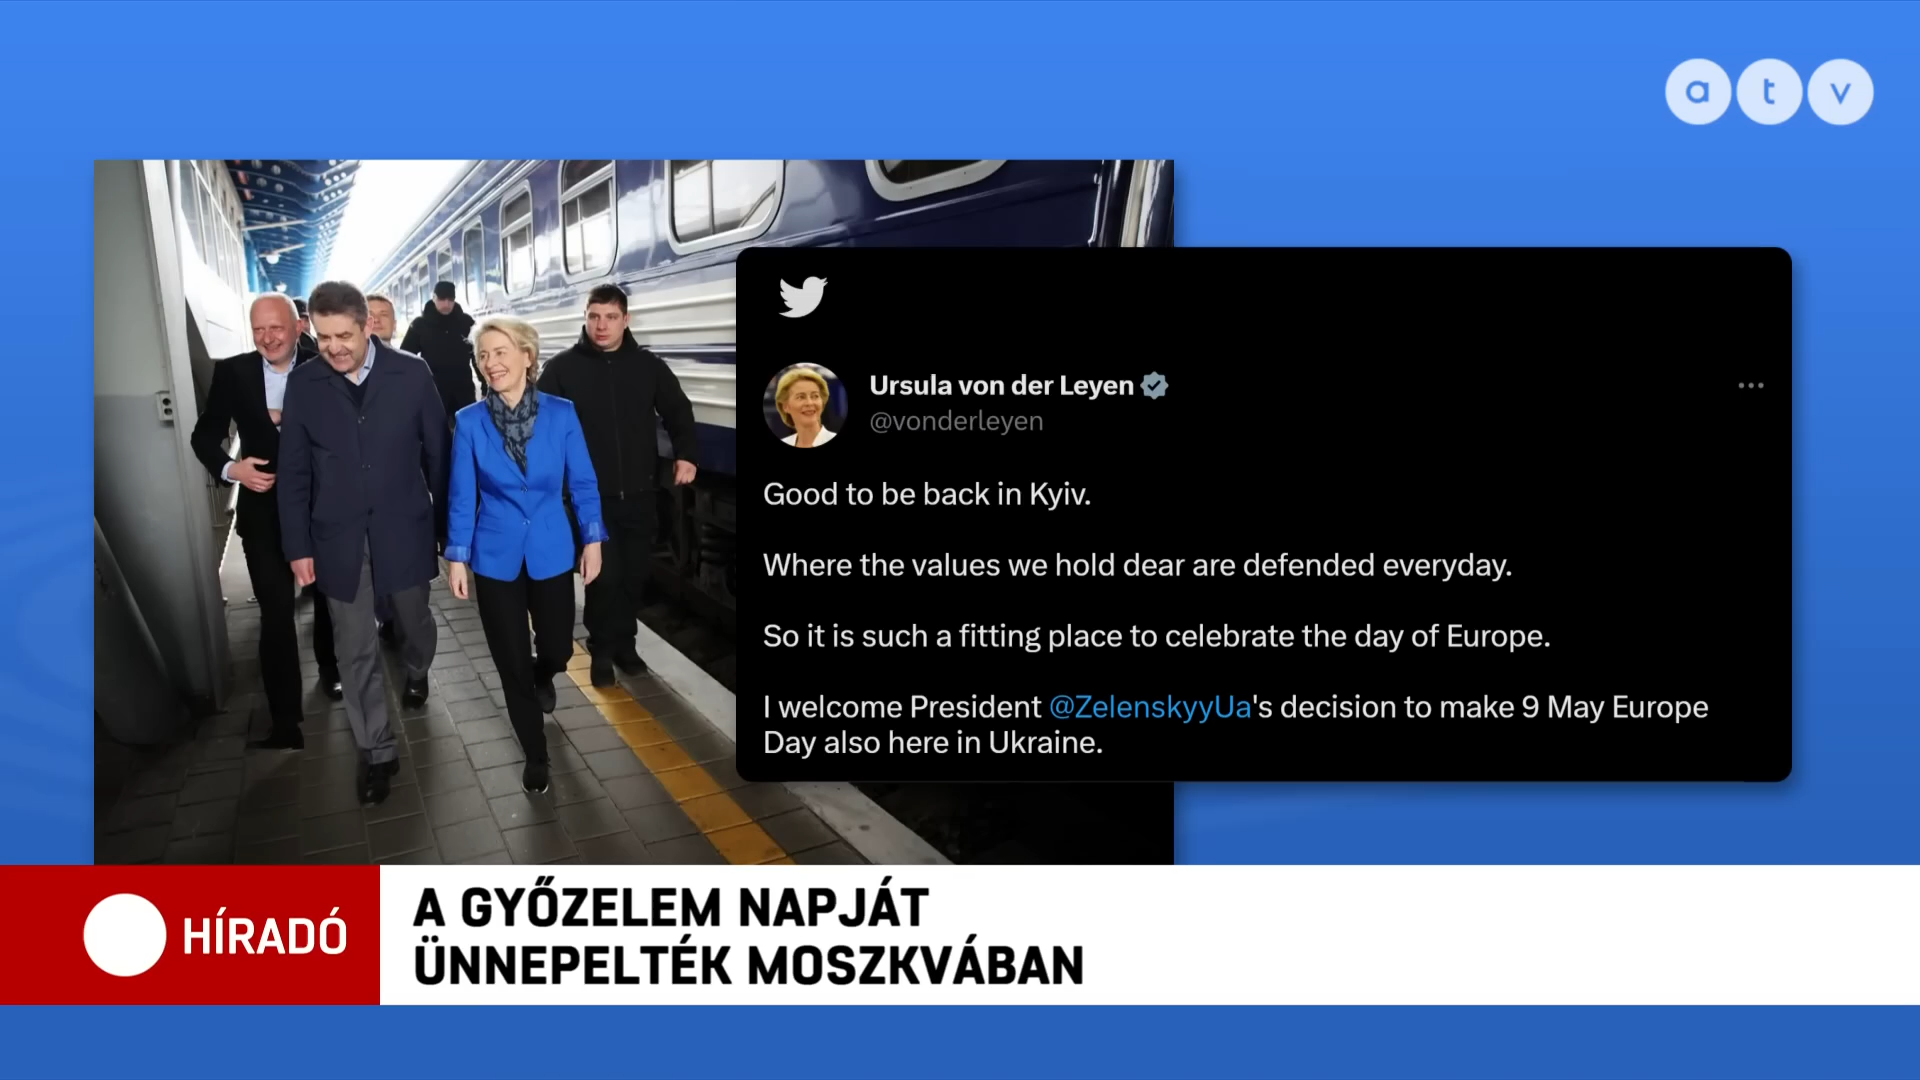 a t v
Ursula von der Leyen
@vonderleyen
Good to be back in Kyiv.
Where the values we hold dear are defended everyday.
So it is such a fitting place to celebrate the day of Europe.
I welcome President @ZelenskyyUa's decision to make 9 May Europe
Day also here in Ukraine.
HÍRADÓ
A GYŐZELEM NAPJÁT
ÜNNEPELTÉK MOSZKVÁBAN